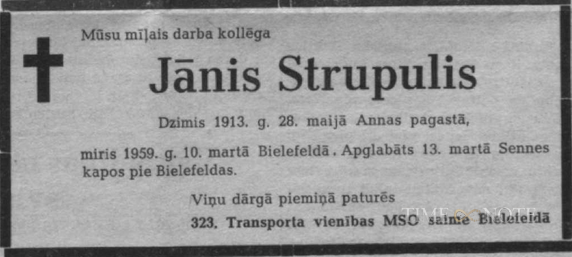 Mūsu mīļais darba kollēga
Jānis Strupulis
Dzimis 1913. g. 28. maijā Annas pagastā,
miris 1959. g. 10. martā Bielefeldā. Apglabāts 13. martā Sennes
kapos pie Bielefeldas.
Viņu dārgā piemiņā paturēs
323. Transporta vienības MSO saime Bielefeldā
TIMENOTE